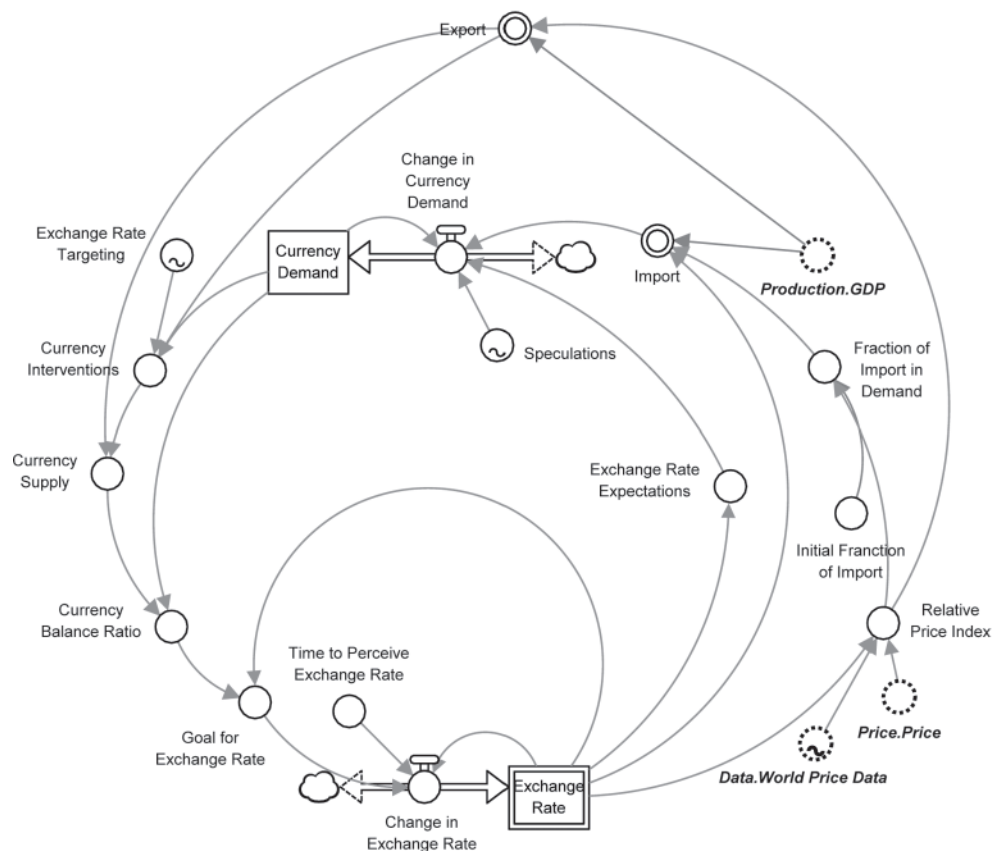 Export
Change in
Currency
Demand
Exchange Rate
Targeting
Currency
Demand
Import
Production.GDP
Currency
Interventions
Speculations
Fraction of
Import in
Demand
Currency
Supply
Exchange Rate
Expectations
Initial Franction
of Import
Currency
Balance Ratio
Relative
Price Index
Time to Perceive
Exchange Rate
Goal for
Exchange Rate
Price.Price
Data.World Price Data
Exchange
Rate
Change in
Exchange Rate